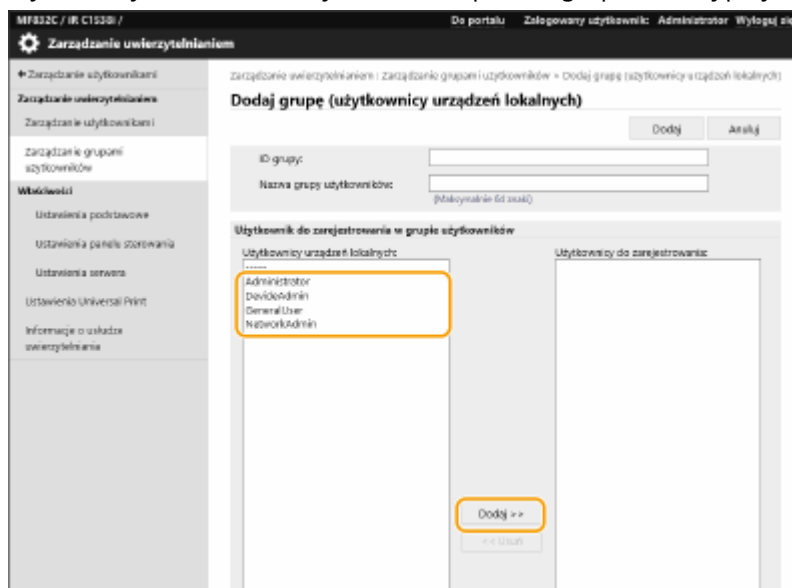 MF832C / iR C1538i /
Do portalu Zalogowany użytkownik: Administrator Wyloguj się
Zarządzanie uwierzytelnianiem
Zarządzanie użytkownikami
Zarządzanie uwierzytelnianiem : Zarządzanie grupami użytkowników > Dodaj grupę (użytkownicy urządzeń lokalnych)
Zarządzanie uwierzytelnianiem
Zarządzanie użytkownikami
Zarządzanie grupami
użytkowników
Właściwości
Ustawienia podstawowe
Ustawienia panelu sterowania
Ustawienia serwera
Ustawienia Universal Print
Informacje o usłudze
uwierzytelniania
Dodaj grupę (użytkownicy urządzeń lokalnych)
Dodaj Anuluj
ID grupy:
Nazwa grupy użytkowników:
(Maksymalnie 64 znaki)
Użytkownik do zarejestrowania w grupie użytkowników
Użytkownicy urządzeń lokalnych:
Użytkownicy do zarejestrowania:
-----
Administrator
DevideAdmin
GeneralUser
NetworkAdmin
Dodaj >>
<< Usuń